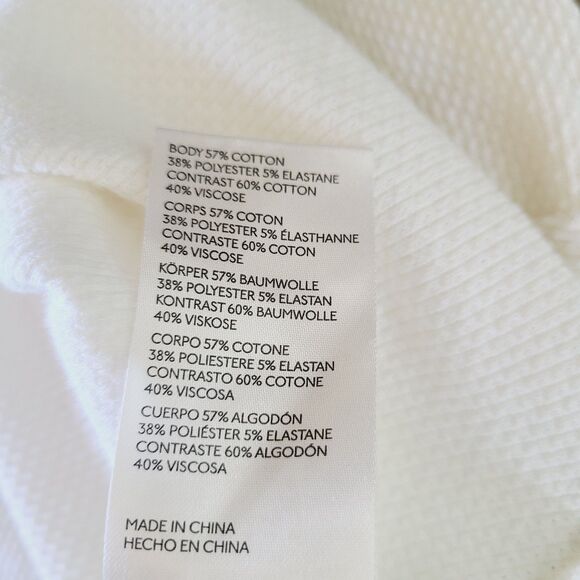 BODY 57% COTTON
38% POLYESTER 5% ELASTANE
CONTRAST 60% COTTON
40% VISCOSE
CORPS 57% COTON
38% POLYESTER 5% ÉLASTHANNE
CONTRASTE 60% COTON
40% VISCOSE
KÖRPER 57% BAUMWOLLE
38% POLYESTER 5% ELASTAN
KONTRAST 60% BAUMWOLLE
40% VISKOSE
CORPO 57% COTONE
38% POLIESTERE 5% ELASTAN
CONTRASTO 60% COTONE
40% VISCOSA
CUERPO 57% ALGODÓN
38% POLIÉSTER 5% ELASTANE
CONTRASTE 60% ALGODÓN
40% VISCOSA
MADE IN CHINA
HECHO EN CHINA